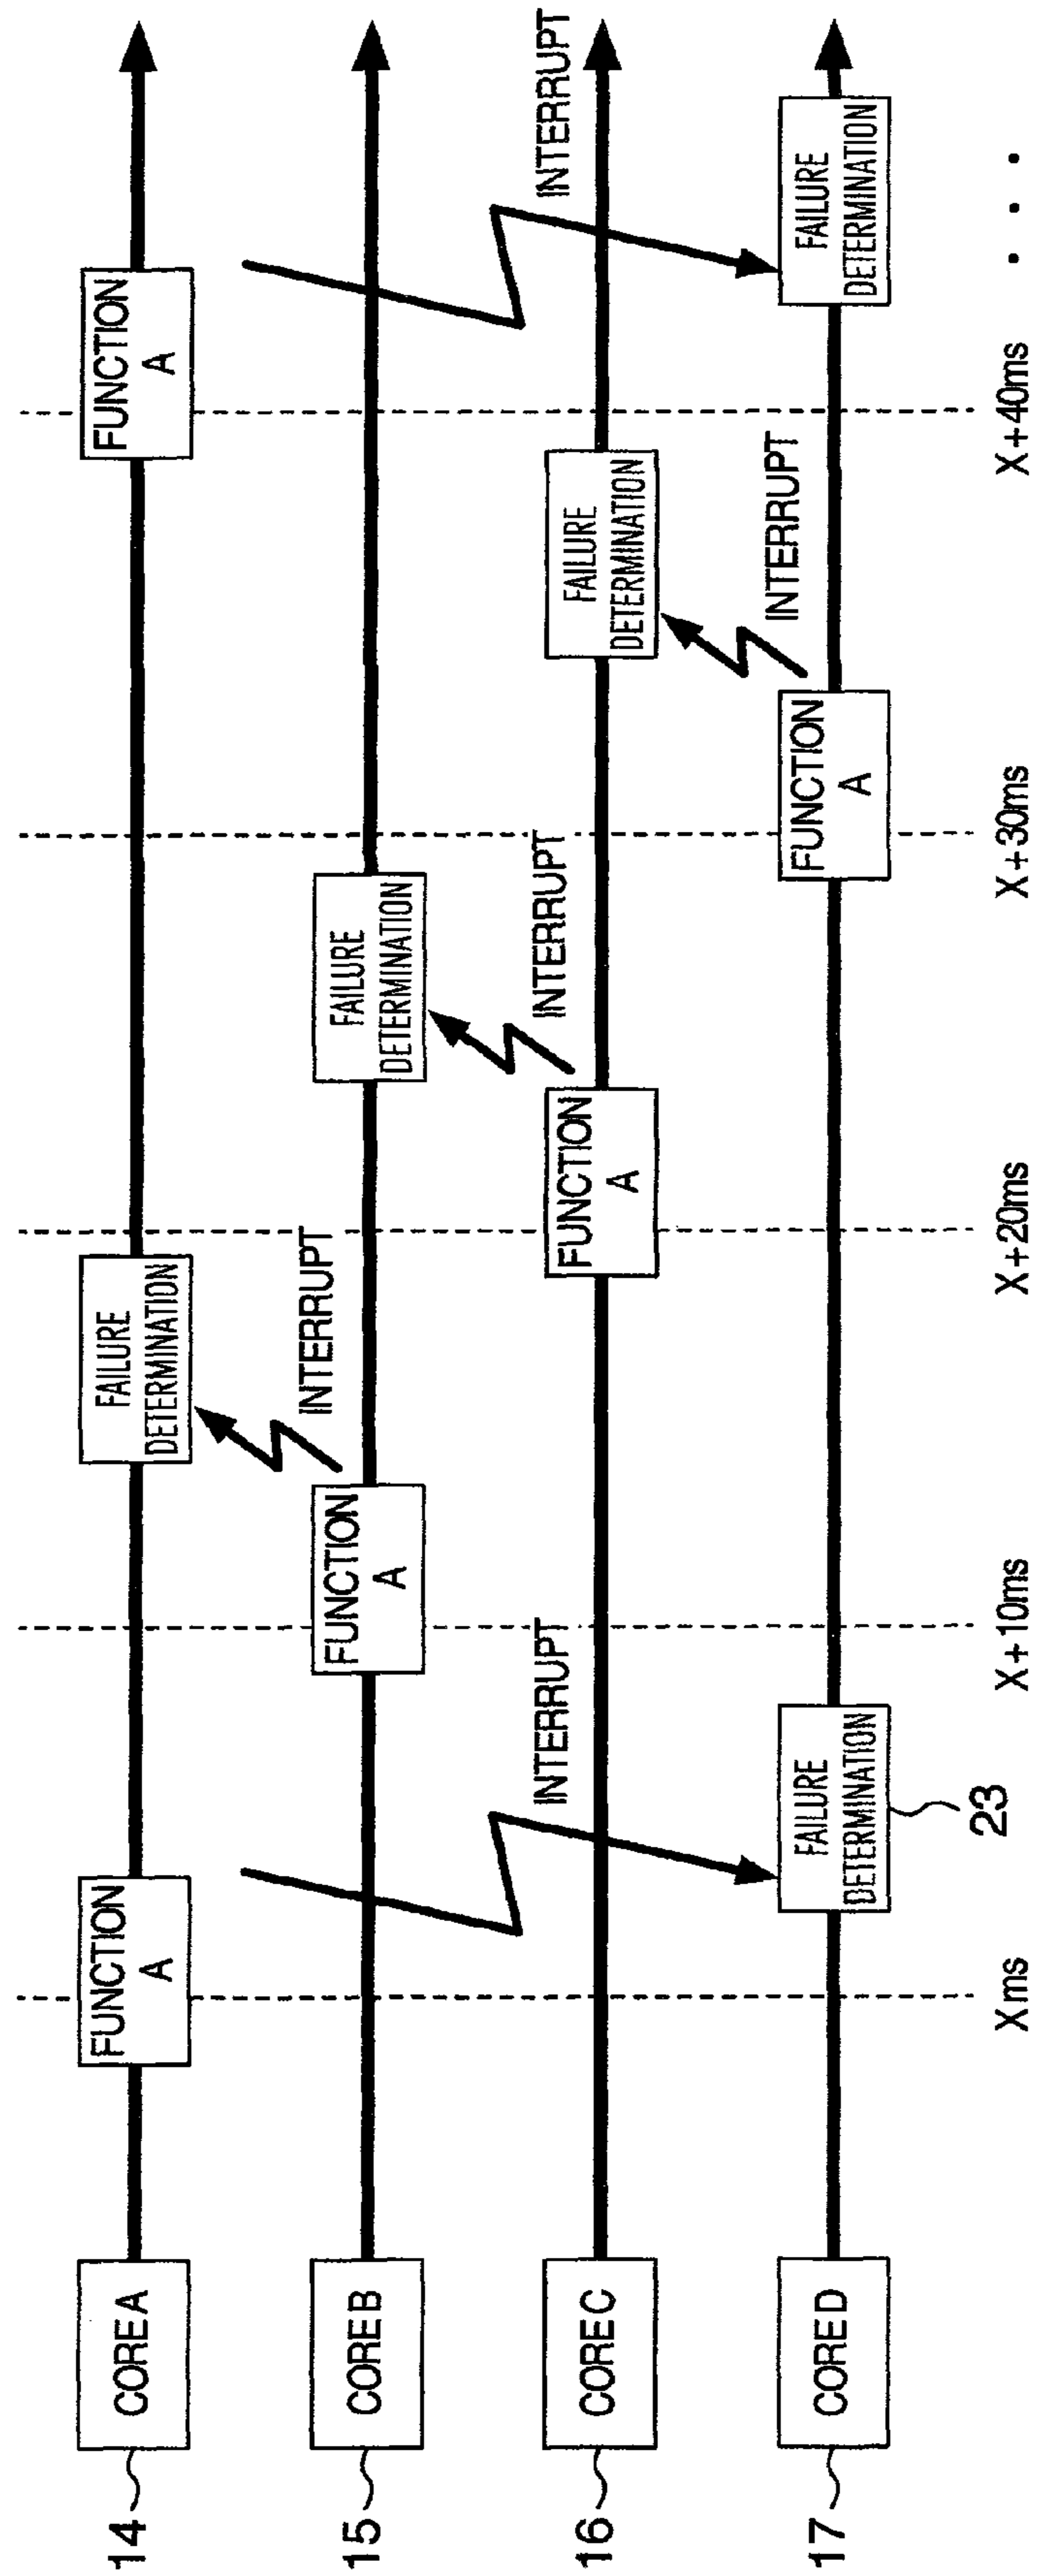 14
CORE A
FUNCTION
A
FAILURE
DETERMINATION
FUNCTION
A
INTERRUPT
15
CORE B
FUNCTION
A
FAILURE
DETERMINATION
INTERRUPT
INTERRUPT
INTERRUPT
16
CORE C
FUNCTION
A
FAILURE
DETERMINATION
INTERRUPT
17
CORE D
FAILURE
DETERMINATION
FUNCTION
A
FAILURE
DETERMINATION
23
X ms
X+10ms
X+20ms
X+30ms
X+40ms
• • •